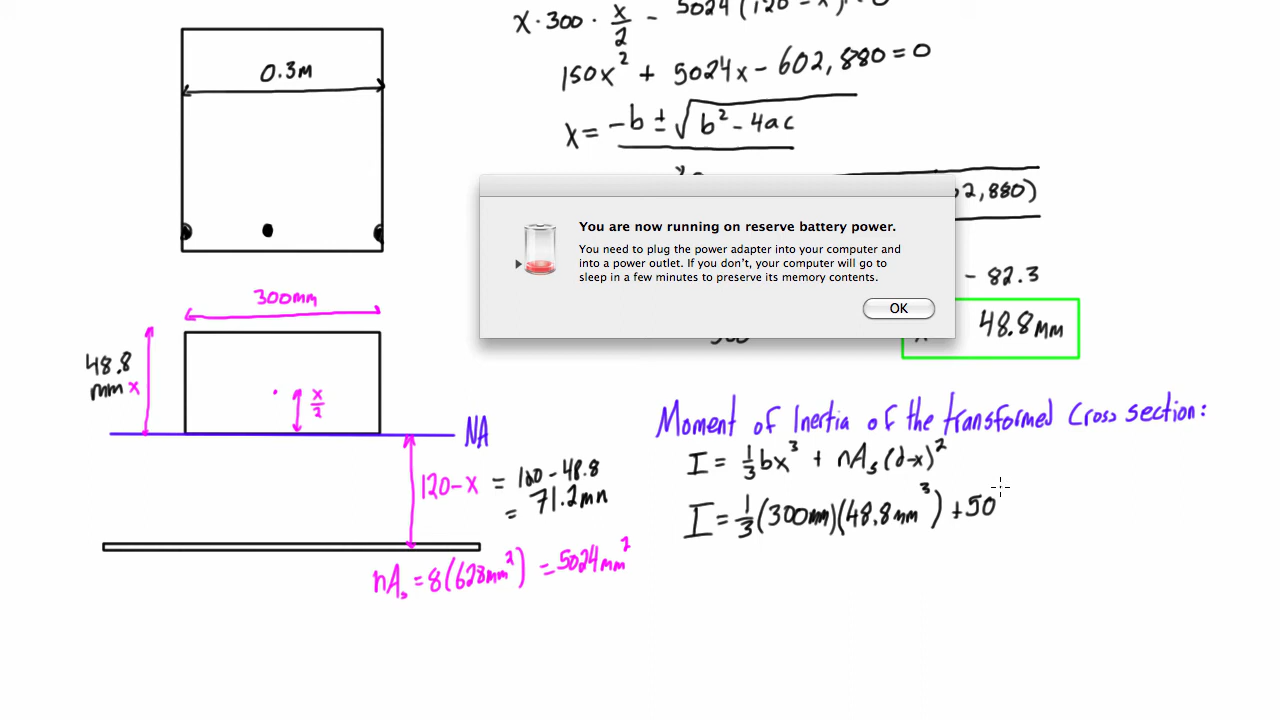 x · 300 · x/2 - 5024 (120 - x) = 0
150x² + 5024x - 602,880 = 0
x = -b ± √b² - 4ac
2,880)
- 82.3
48.8mm
0.3m
300mm
48.8
mm x
x/2
NA
120-x = 120 - 48.8
= 71.2mm
nAs = 8(628mm²) = 5024mm²
You are now running on reserve battery power.
You need to plug the power adapter into your computer and
into a power outlet. If you don't, your computer will go to
sleep in a few minutes to preserve its memory contents.
OK
Moment of Inertia of the transformed Cross section:
I = 1/3 bx³ + nAs(d-x)²
I = 1/3 (300mm)(48.8mm³) + 50